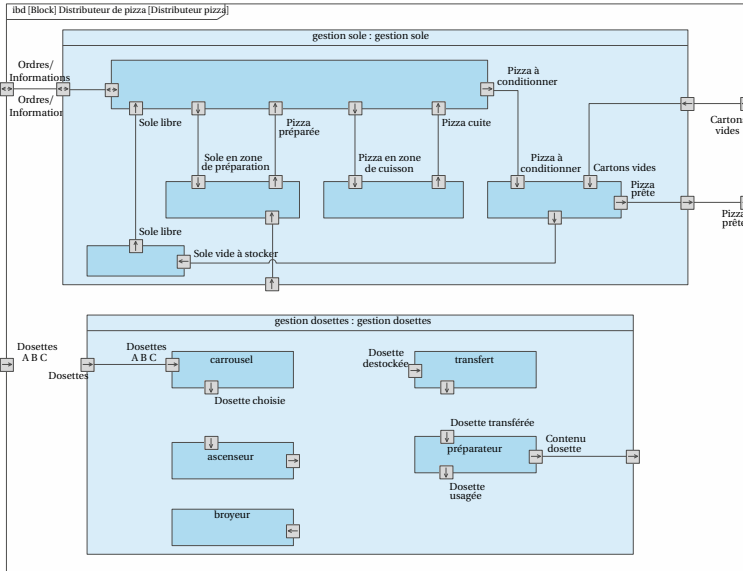 ibd [Block] Distributeur de pizza [Distributeur pizza]
gestion sole : gestion sole
Ordres/
Informations
Ordres/
Information
Pizza à
conditionner
Sole libre
Pizza
préparée
Pizza cuite
Cartons
vides
Sole en zone
de préparation
Pizza en zone
de cuisson
Pizza à
conditionner
Cartons vides
Pizza
prête
Pizza
prête
Sole libre
Sole vide à stocker
gestion dosettes : gestion dosettes
Dosettes
A B C
Dosettes
Dosettes
A B C
carrousel
Dosette choisie
Dosette
destockée
transfert
Dosette transférée
préparateur
Contenu
dosette
Dosette
usagée
ascenseur
broyeur